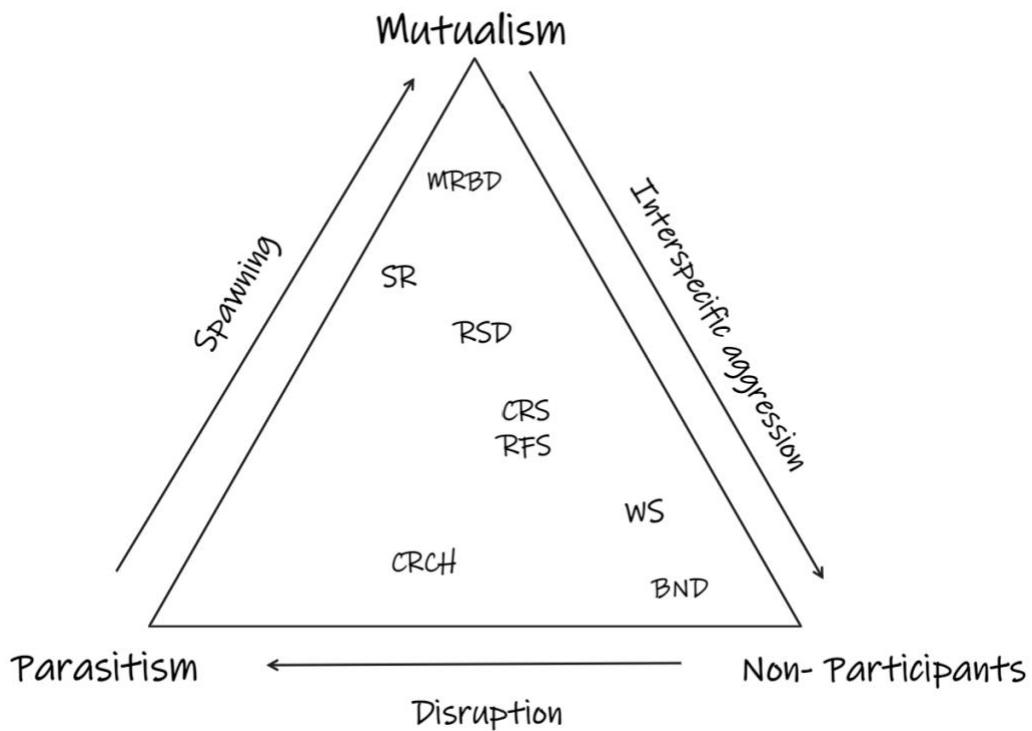 Mutualism
MRBD
Spawning
Interspecific aggression
SR
RSD
CRS
RFS
WS
CRCH
BND
Parasitism
Non- Participants
Disruption